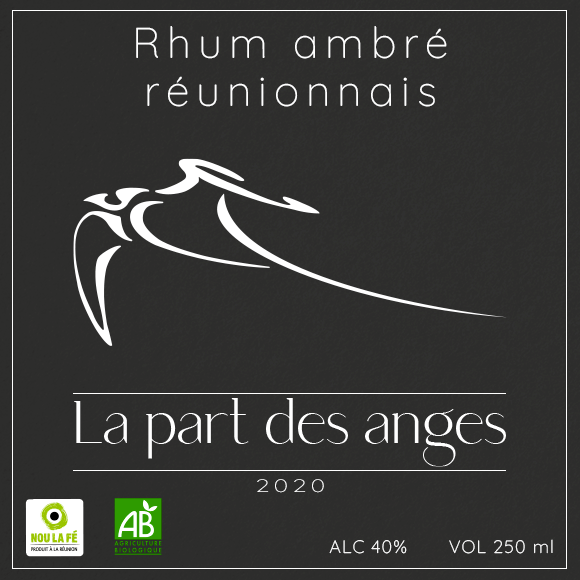 Rhum ambré
réunionnais
La part des anges
2020
NOU LA FÉ
PRODUIT À LA RÉUNION
AB
AGRICULTURE
BIOLOGIQUE
ALC 40%
VOL 250 ml